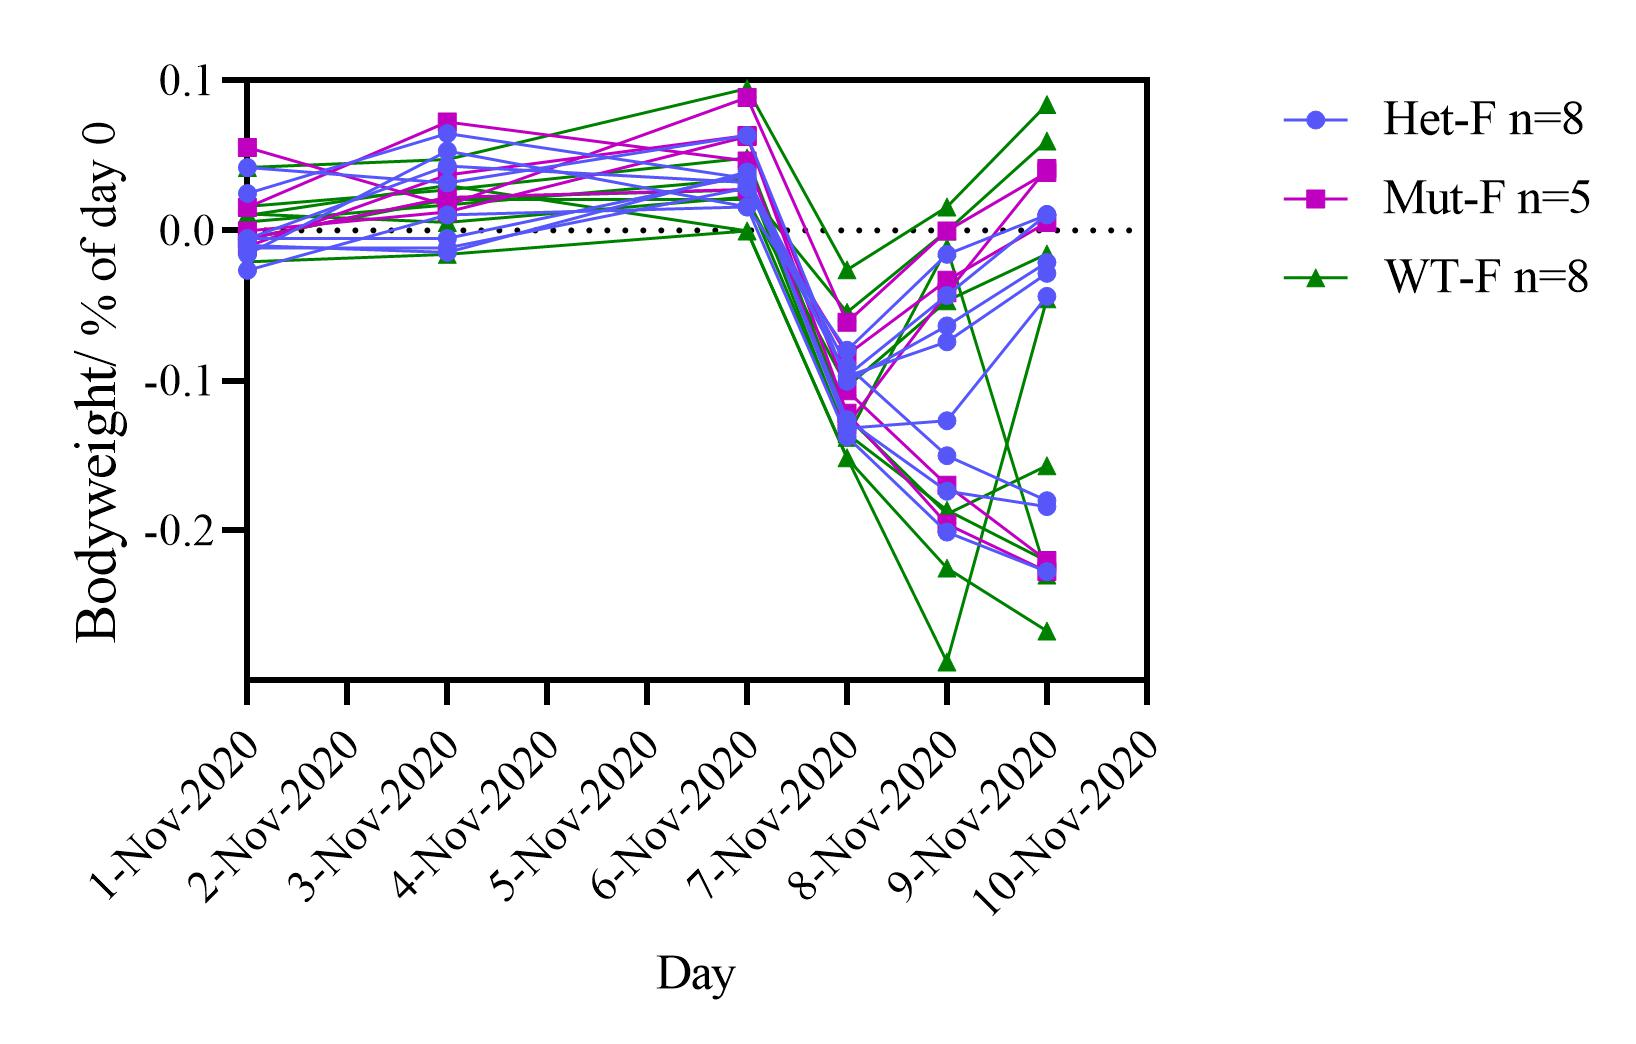 0.1
0.0
-0.1
-0.2
Bodyweight/ % of day 0
1-Nov-2020
2-Nov-2020
3-Nov-2020
4-Nov-2020
5-Nov-2020
6-Nov-2020
7-Nov-2020
8-Nov-2020
9-Nov-2020
10-Nov-2020
Day
Het-F n=8
Mut-F n=5
WT-F n=8